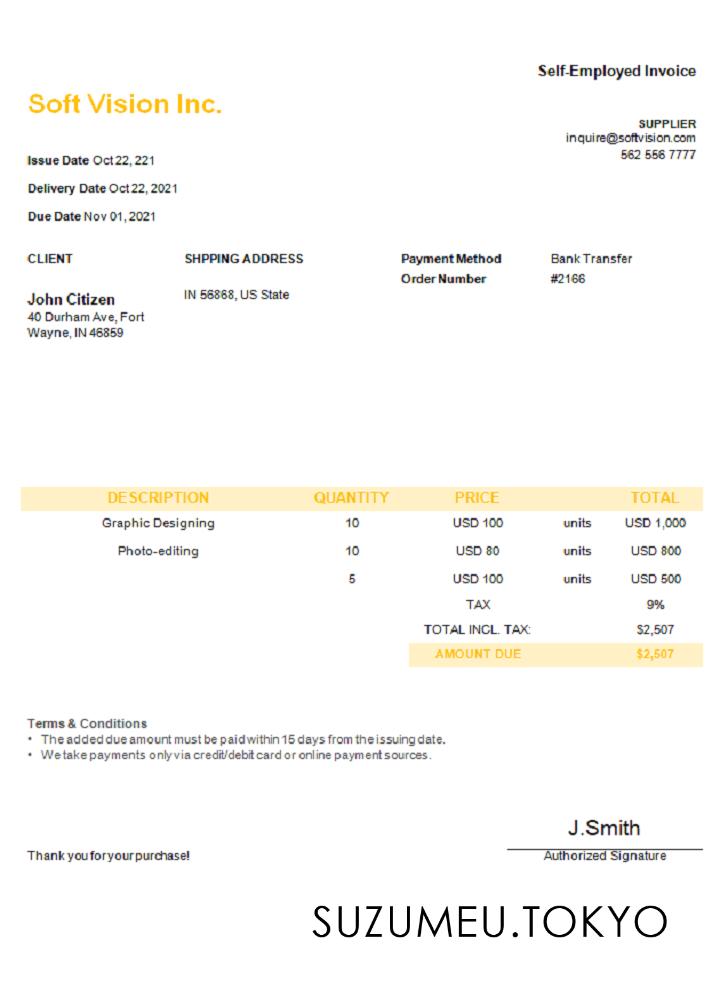 Self-Employed Invoice
Soft Vision Inc.
SUPPLIER
inquire@softvision.com
562 556 7777
Issue Date Oct 22, 221
Delivery Date Oct 22, 2021
Due Date Nov 01, 2021
CLIENT SHPPING ADDRESS Payment Method Bank Transfer
Order Number #2166
John Citizen IN 56868, US State
40 Durham Ave, Fort
Wayne, IN 46859
DESCRIPTION QUANTITY PRICE TOTAL
Graphic Designing 10 USD 100 units USD 1,000
Photo-editing 10 USD 80 units USD 800
5 USD 100 units USD 500
TAX 9%
TOTAL INCL. TAX: $2,507
AMOUNT DUE $2,507
Terms & Conditions
• The added due amount must be paid within 15 days from the issuing date.
• We take payments only via credit/debit card or online payment sources.
J.Smith
Thank you for your purchase! Authorized Signature
SUZUMEU.TOKYO